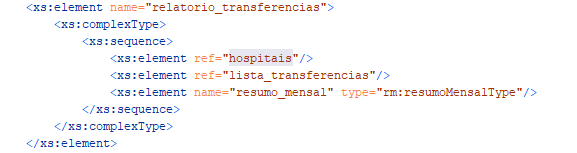 <xs:element name="relatorio_transferencias">
<xs:complexType>
<xs:sequence>
<xs:element ref="hospitais"/>
<xs:element ref="lista_transferencias"/>
<xs:element name="resumo_mensal" type="rm:resumoMensalType"/>
</xs:sequence>
</xs:complexType>
</xs:element>